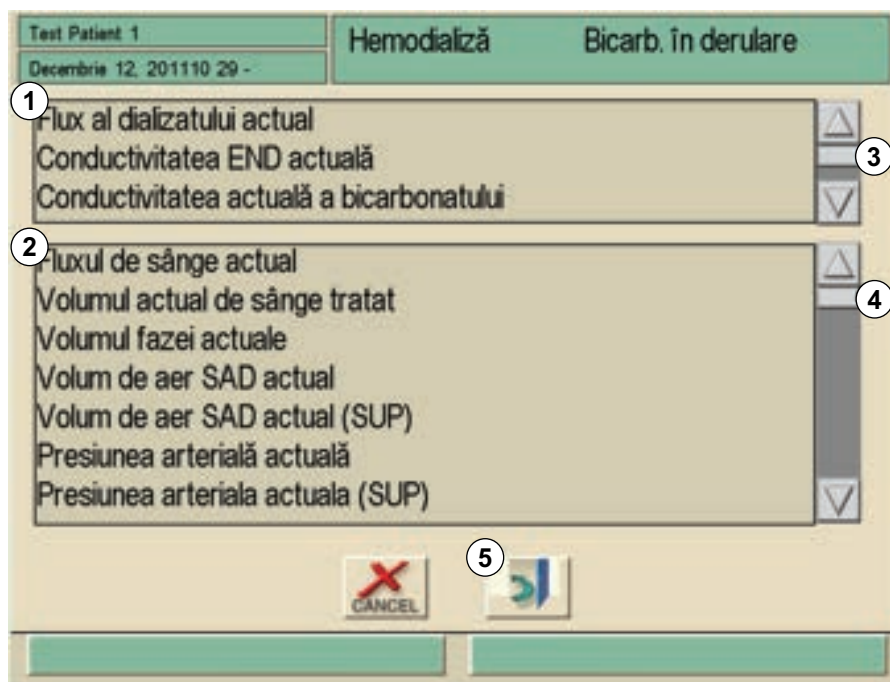 Test Patient 1
Hemodializă Bicarb. în derulare
Decembrie 12, 201110 29 -
1
Flux al dializatului actual
Conductivitatea END actuală
3
Conductivitatea actuală a bicarbonatului
2
Fluxul de sânge actual
Volumul actual de sânge tratat
4
Volumul fazei actuale
Volum de aer SAD actual
Volum de aer SAD actual (SUP)
Presiunea arterială actuală
Presiunea arteriala actuala (SUP)
5
CANCEL